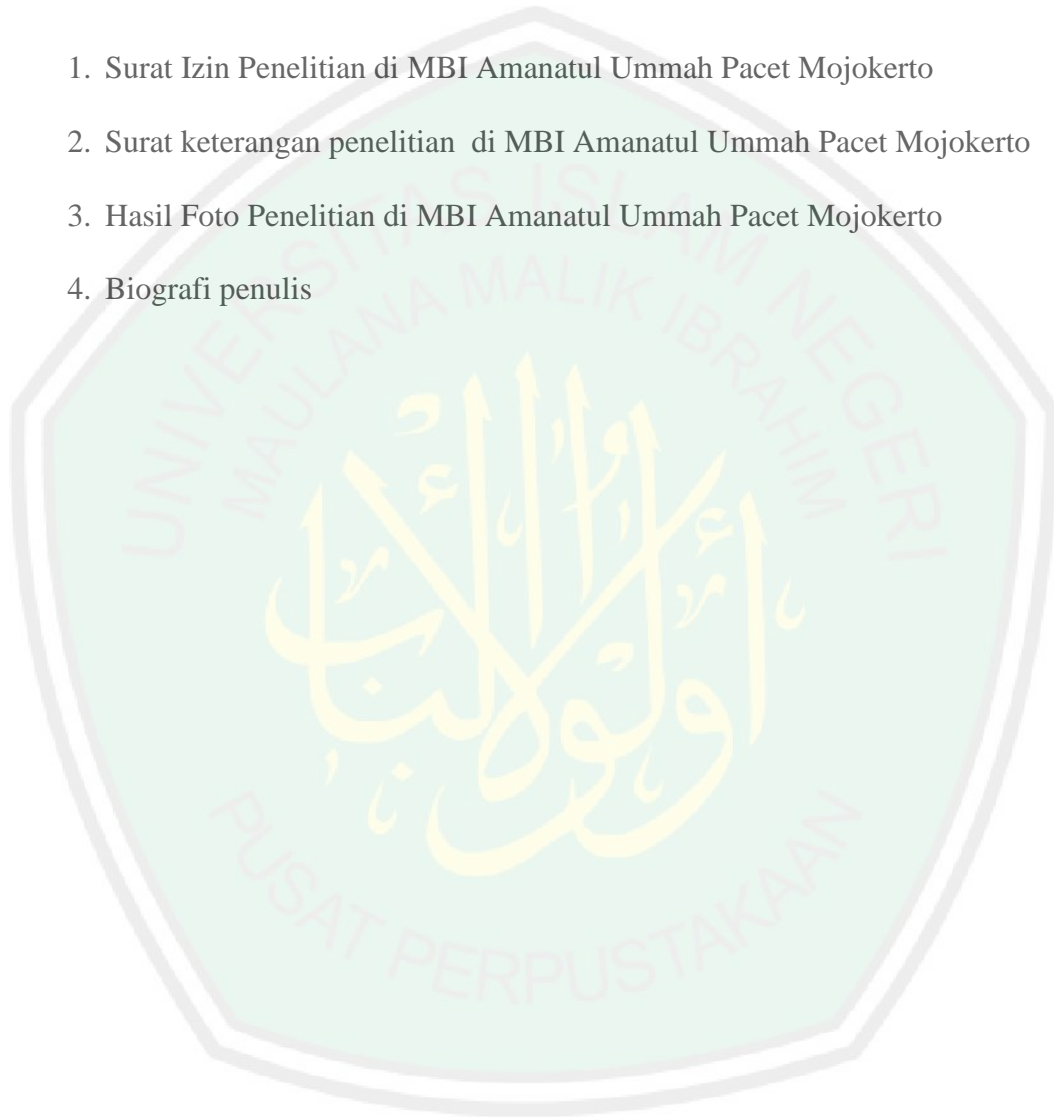 1. Surat Izin Penelitian di MBI Amanatul Ummah Pacet Mojokerto
2. Surat keterangan penelitian  di MBI Amanatul Ummah Pacet Mojokerto
3. Hasil Foto Penelitian di MBI Amanatul Ummah Pacet Mojokerto
4. Biografi penulis
UNIVERSITAS ISLAM NEGERI
MAULANA MALIK IBRAHIM
أولوا الألباب
PUSAT PERPUSTAKAAN